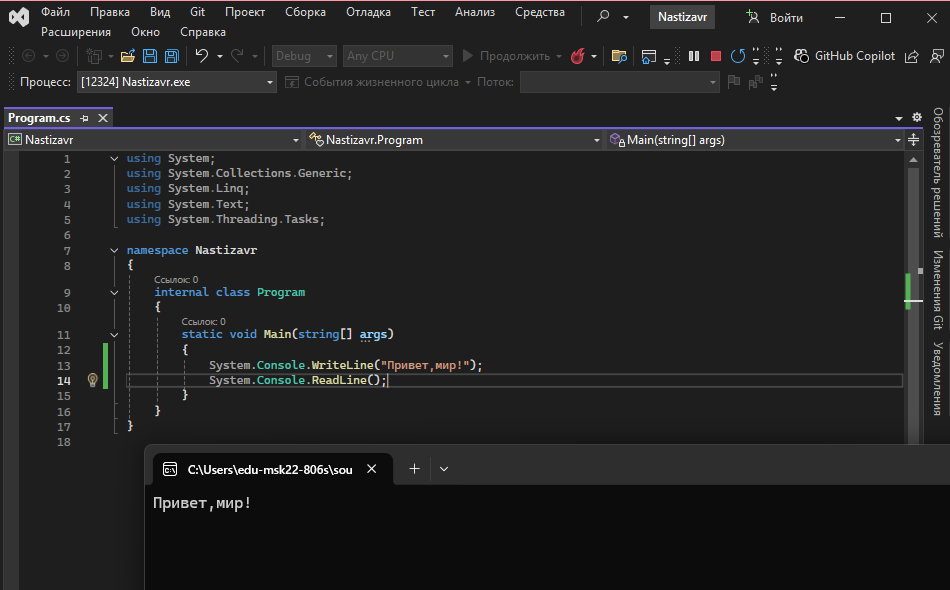 Файл Правка Вид Git Проект Сборка Отладка Тест Анализ Средства Nastizavr Войти
Расширения Окно Справка
Debug Any CPU Продолжить GitHub Copilot
Процесс: [12324] Nastizavr.exe События жизненного цикла Поток:
Program.cs
C# Nastizavr Nastizavr.Program Main(string[] args)
1 using System;
2 using System.Collections.Generic;
3 using System.Linq;
4 using System.Text;
5 using System.Threading.Tasks;
6
7 namespace Nastizavr
8 {
Ссылок: 0
9 internal class Program
10 {
Ссылок: 0
11 static void Main(string[] args)
12 {
13 System.Console.WriteLine("Привет,мир!");
14 System.Console.ReadLine();
15 }
16 }
17 }
18
Обозреватель решений
Изменения Git
Уведомления
C:\Users\edu-msk22-806s\sou
Привет,мир!